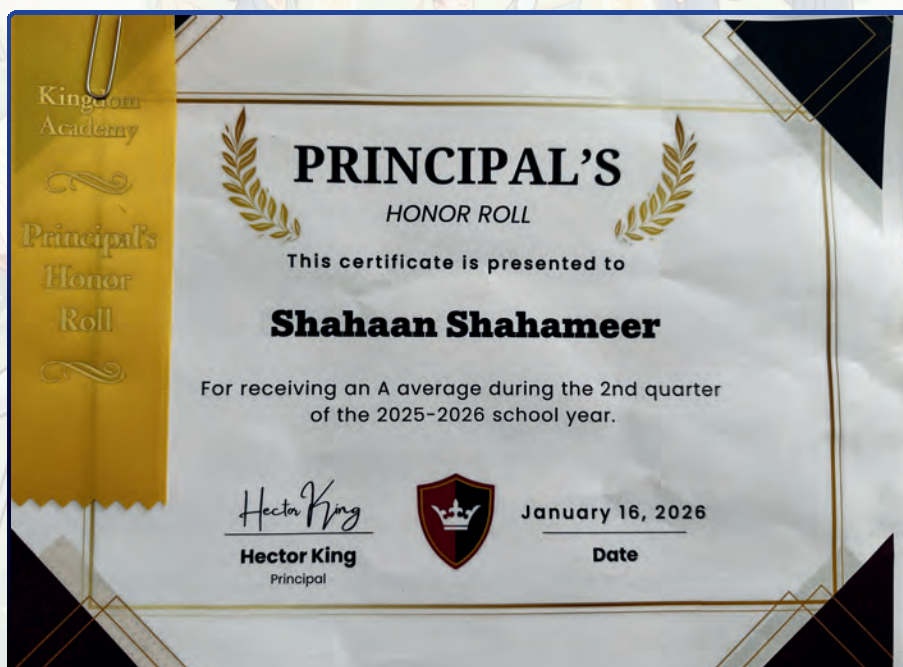 Kingdom
Academy
Principal's
Honor
Roll
PRINCIPAL'S
HONOR ROLL
This certificate is presented to
Shahaan Shahameer
For receiving an A average during the 2nd quarter
of the 2025-2026 school year.
Hector King
Hector King
Principal
January 16, 2026
Date